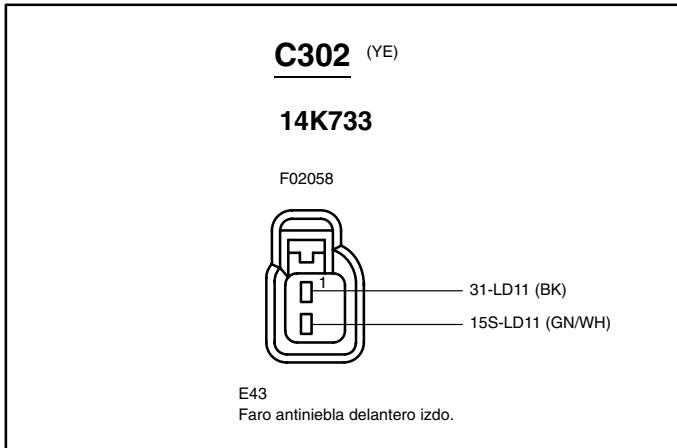 C302 (YE)
14K733
F02058
1
31-LD11 (BK)
15S-LD11 (GN/WH)
E43
Faro antiniebla delantero izdo.